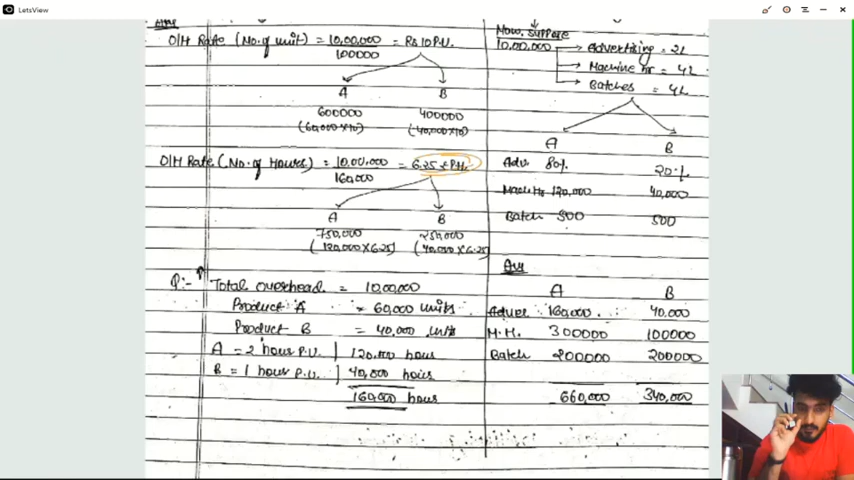 LetsView
Ans
O/H Rate (No. of unit) = 10,00,000 / 100000 = Rs 10 P.U.
A B
600000 400000
(60,000×10) (40,000×10)
O/H Rate (No. of Hours) = 10,00,000 / 160,000 = 6.25 ₹ P.H.
A B
750,000 250,000
(120,000×6.25) (40,000×6.25)
Q:- Total overhead = 10,00,000
Product A = 60,000 units
Product B = 40,000 units
A = 2 hour P.U. | 120,000 hours
B = 1 hour P.U. | 40,000 hours
160,000 hours
Now, suppose
10,00,000 → Advertising = 2L
→ Machine hr = 4L
→ Batches = 4L
A B
Adv. 80% 20%
Mach Hr 120,000 40,000
Batch 500 500
Ans
A B
Adver 160,000 40,000
M.H. 300000 100000
Batch 200000 200000
660,000 340,000